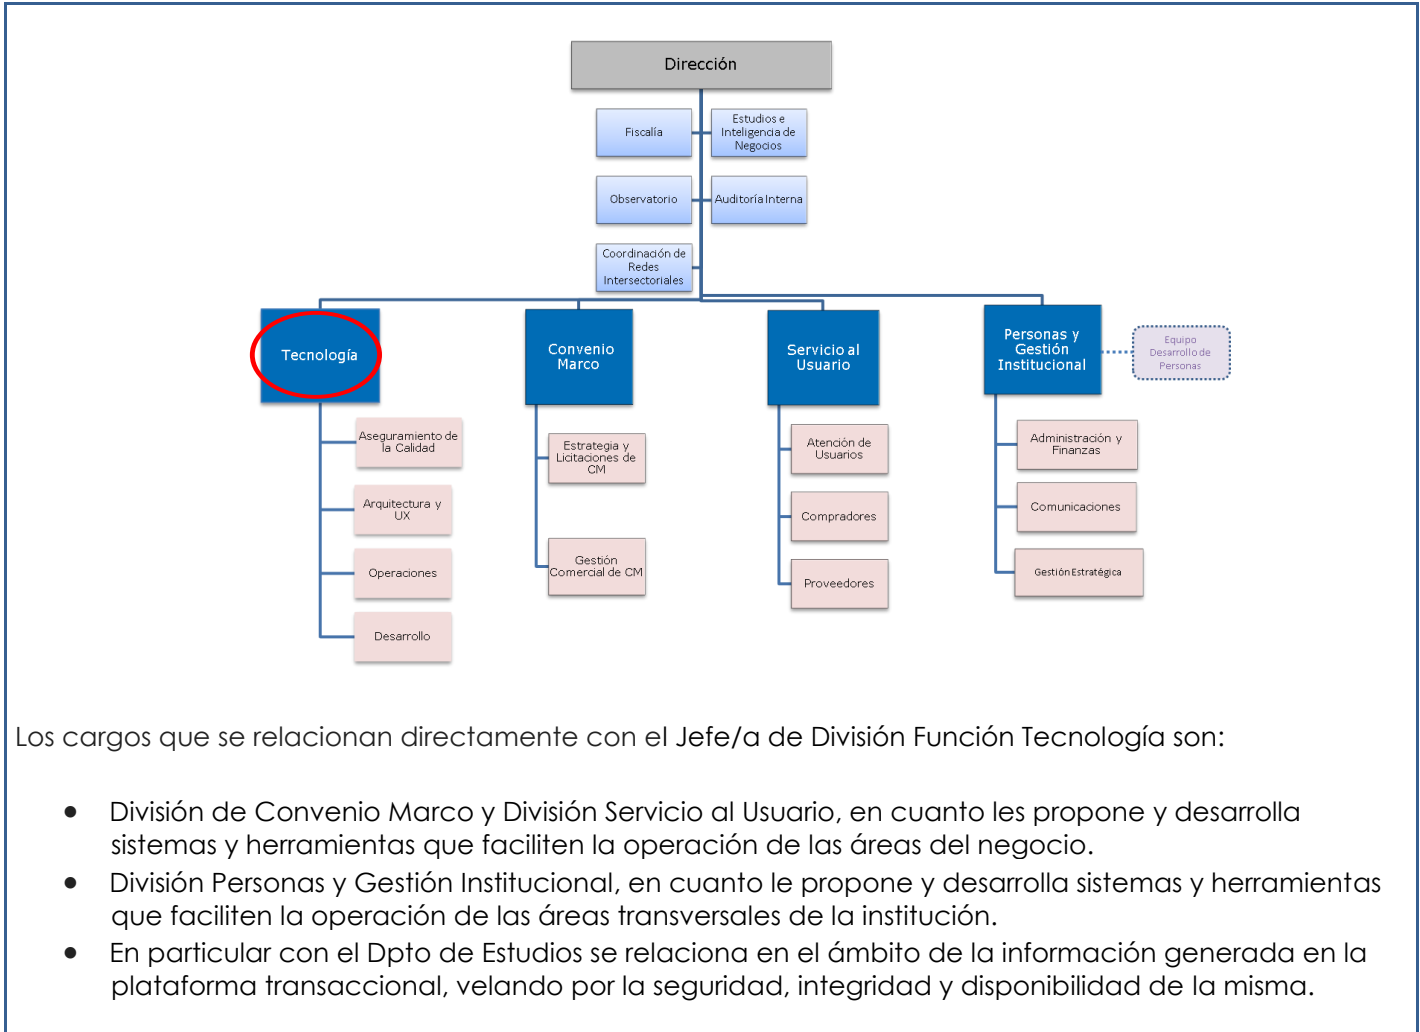 Dirección
Fiscalía
Estudios e
Inteligencia de
Negocios
Observatorio
Auditoría Interna
Coordinación de
Redes
Intersectoriales
Tecnología
Convenio
Marco
Servicio al
Usuario
Personas y
Gestión
Institucional
Equipo
Desarrollo de
Personas
Aseguramiento de
la Calidad
Arquitectura y
UX
Operaciones
Desarrollo
Estrategia y
Licitaciones de
CM
Gestión
Comercial de CM
Atención de
Usuarios
Compradores
Proveedores
Administración y
Finanzas
Comunicaciones
Gestión Estratégica
Los cargos que se relacionan directamente con el Jefe/a de División Función Tecnología son:
• División de Convenio Marco y División Servicio al Usuario, en cuanto les propone y desarrolla
sistemas y herramientas que faciliten la operación de las áreas del negocio.
• División Personas y Gestión Institucional, en cuanto le propone y desarrolla sistemas y herramientas
que faciliten la operación de las áreas transversales de la institución.
• En particular con el Dpto de Estudios se relaciona en el ámbito de la información generada en la
plataforma transaccional, velando por la seguridad, integridad y disponibilidad de la misma.